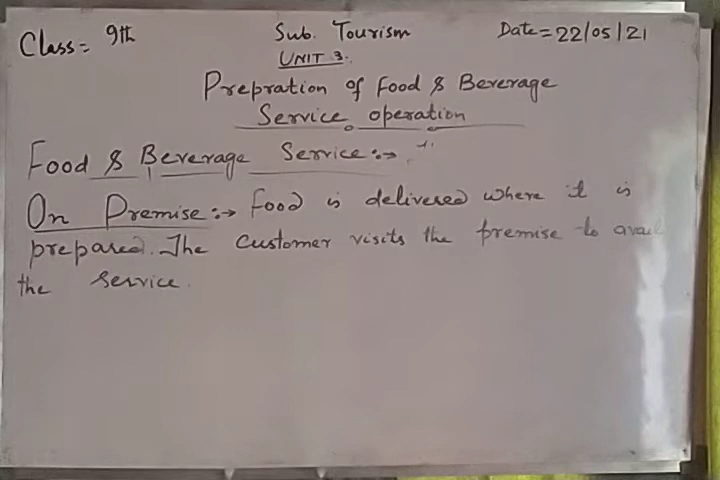 Class = 9th Sub. Tourism Date = 22/05/21
UNIT 3.
Prepration of Food & Beverage
Service operation
Food & Beverage Service :->
On Premise :-> Food is delivered where it is
prepared. The customer visits the premise to avail
the service.